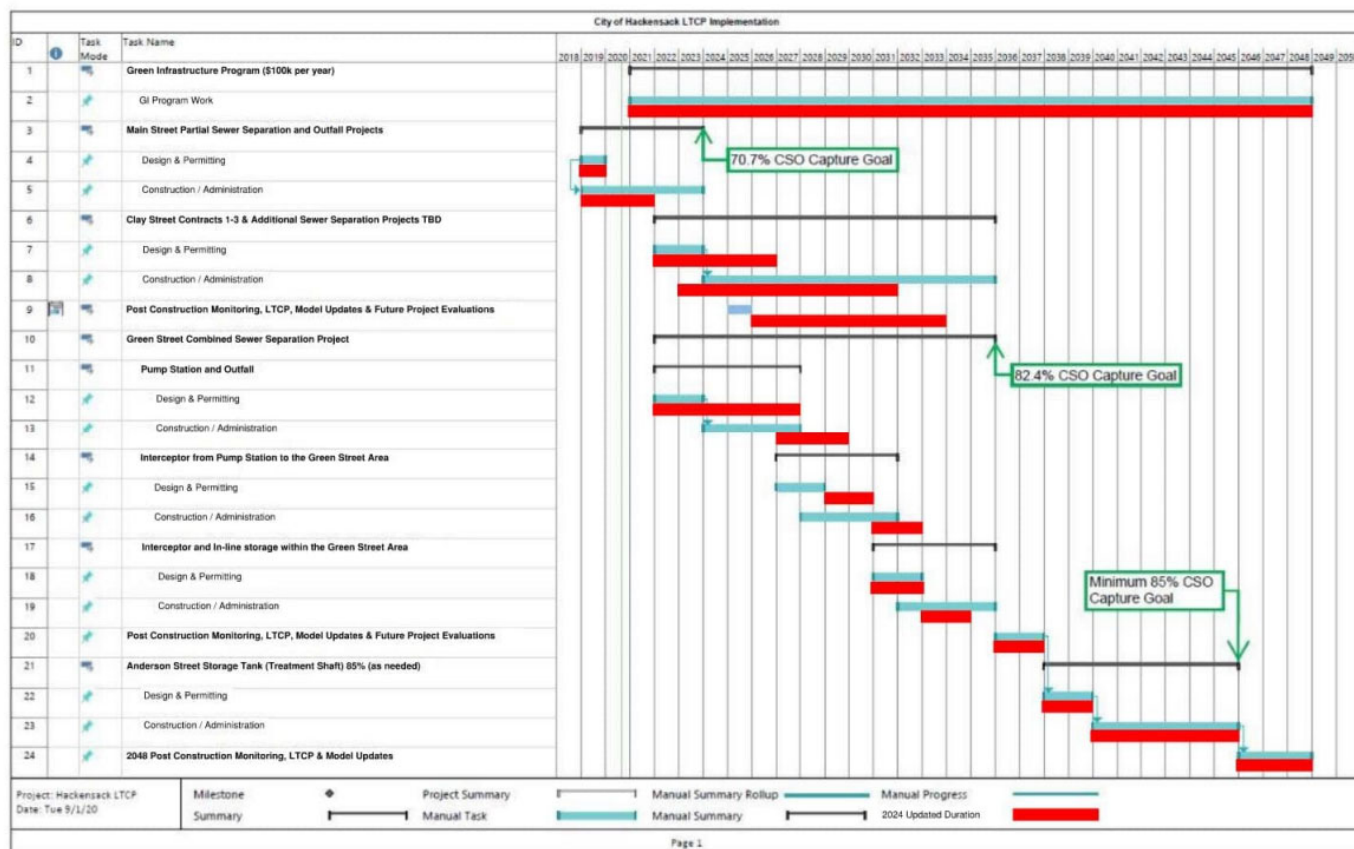 City of Hackensack LTCP Implementation
ID Task Mode Task Name
2018 2019 2020 2021 2022 2023 2024 2025 2026 2027 2028 2029 2030 2031 2032 2033 2034 2035 2036 2037 2038 2039 2040 2041 2042 2043 2044 2045 2046 2047 2048 2049 2050
1 Green Infrastructure Program ($100k per year)
2 GI Program Work
3 Main Street Partial Sewer Separation and Outfall Projects
4 Design & Permitting
70.7% CSO Capture Goal
5 Construction / Administration
6 Clay Street Contracts 1-3 & Additional Sewer Separation Projects TBD
7 Design & Permitting
8 Construction / Administration
9 Post Construction Monitoring, LTCP, Model Updates & Future Project Evaluations
10 Green Street Combined Sewer Separation Project
11 Pump Station and Outfall
82.4% CSO Capture Goal
12 Design & Permitting
13 Construction / Administration
14 Interceptor from Pump Station to the Green Street Area
15 Design & Permitting
16 Construction / Administration
17 Interceptor and In-line storage within the Green Street Area
18 Design & Permitting
Minimum 85% CSO
Capture Goal
19 Construction / Administration
20 Post Construction Monitoring, LTCP, Model Updates & Future Project Evaluations
21 Anderson Street Storage Tank (Treatment Shaft) 85% (as needed)
22 Design & Permitting
23 Construction / Administration
24 2048 Post Construction Monitoring, LTCP & Model Updates
Project: Hackensack LTCP
Date: Tue 9/1/20
Milestone Project Summary Manual Summary Rollup Manual Progress
Summary Manual Task Manual Summary 2024 Updated Duration
Page 1